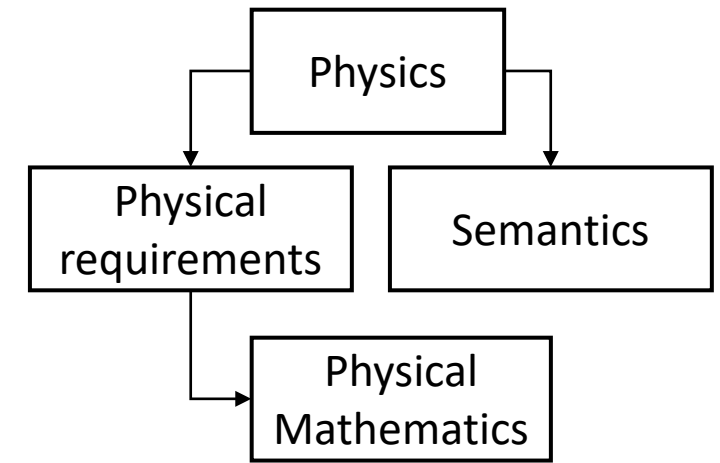 Physics
Physical
requirements
Semantics
Physical
Mathematics